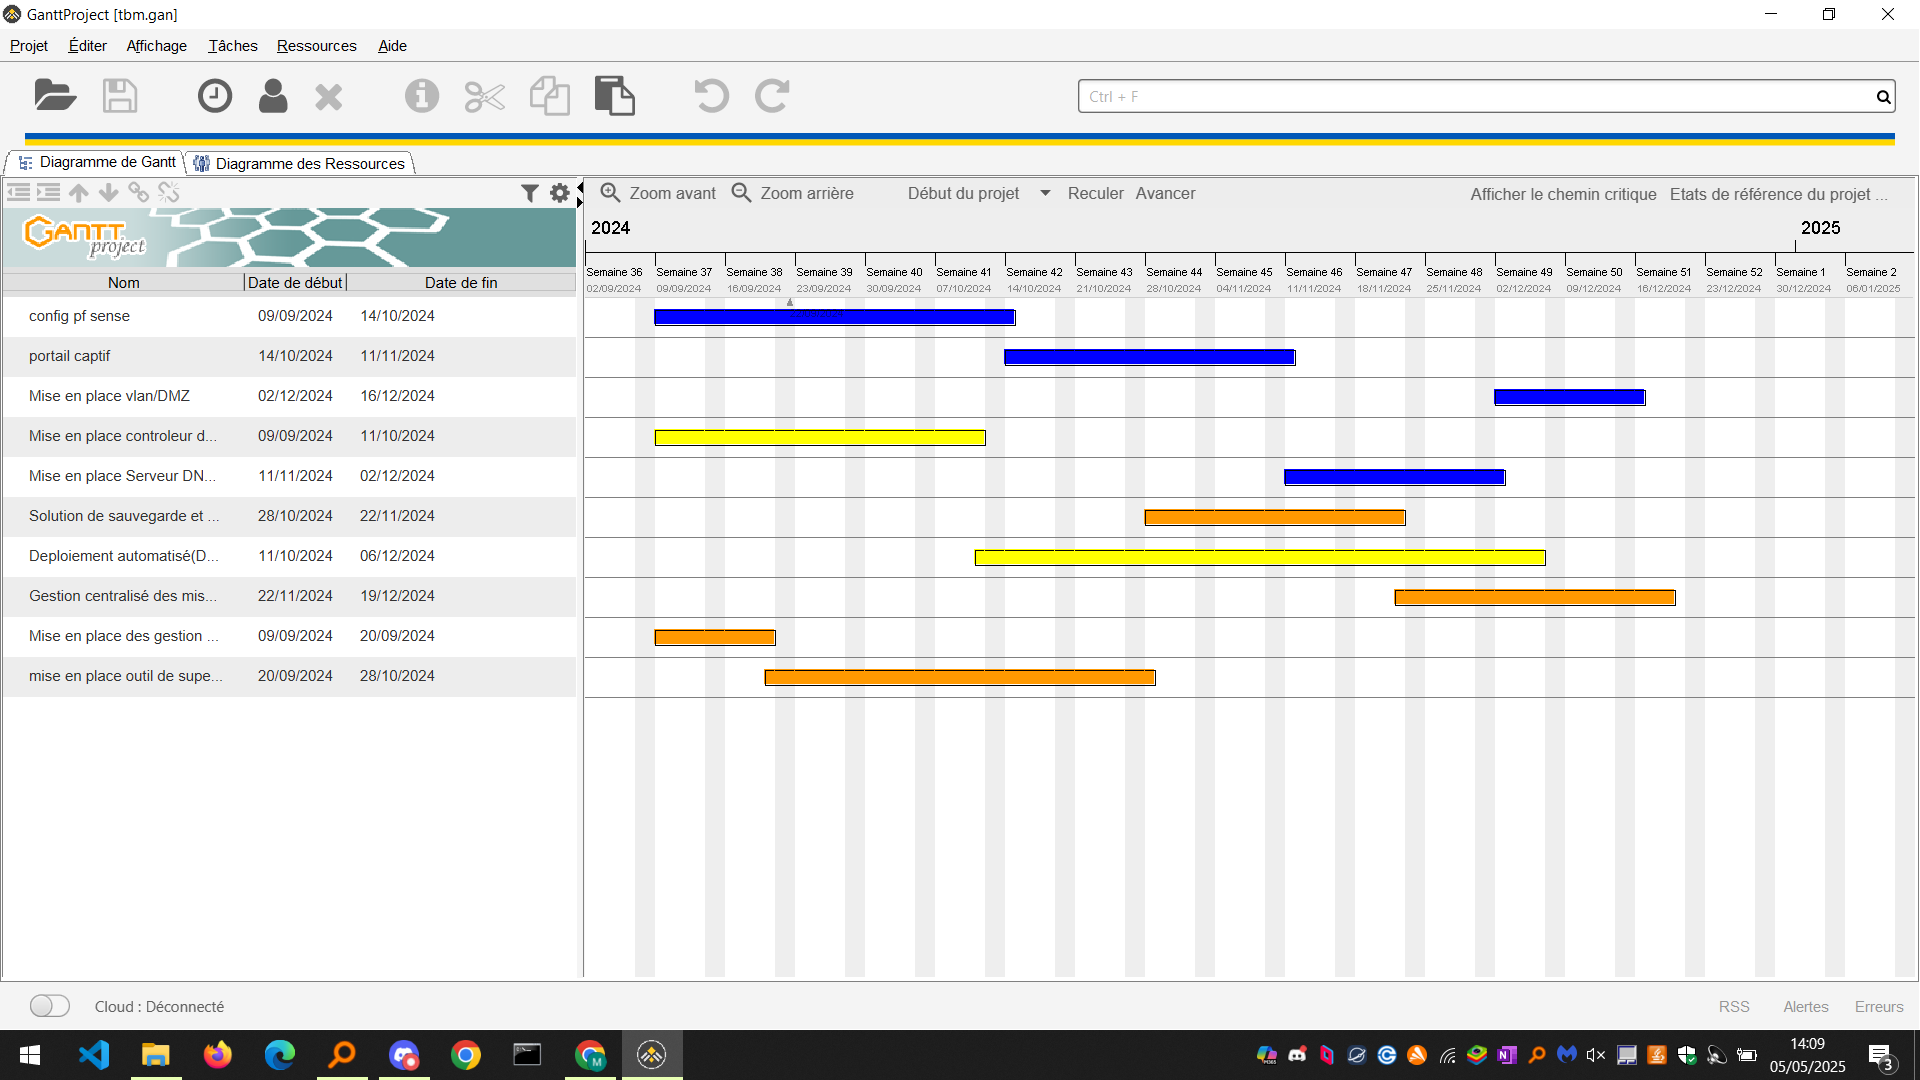 GanttProject [tbm.gan]
Projet Éditer Affichage Tâches Ressources Aide
Ctrl + F
Diagramme de Gantt Diagramme des Ressources
Zoom avant Zoom arrière Début du projet Reculer Avancer Afficher le chemin critique Etats de référence du projet ...
GANTT project
2024 2025
Nom Date de début Date de fin
Semaine 36 Semaine 37 Semaine 38 Semaine 39 Semaine 40 Semaine 41 Semaine 42 Semaine 43 Semaine 44 Semaine 45 Semaine 46 Semaine 47 Semaine 48 Semaine 49 Semaine 50 Semaine 51 Semaine 52 Semaine 1 Semaine 2
02/09/2024 09/09/2024 16/09/2024 23/09/2024 30/09/2024 07/10/2024 14/10/2024 21/10/2024 28/10/2024 04/11/2024 11/11/2024 18/11/2024 25/11/2024 02/12/2024 09/12/2024 16/12/2024 23/12/2024 30/12/2024 06/01/2025
config pf sense 09/09/2024 14/10/2024
portail captif 14/10/2024 11/11/2024
Mise en place vlan/DMZ 02/12/2024 16/12/2024
Mise en place controleur d... 09/09/2024 11/10/2024
Mise en place Serveur DN... 11/11/2024 02/12/2024
Solution de sauvegarde et ... 28/10/2024 22/11/2024
Deploiement automatisé(D... 11/10/2024 06/12/2024
Gestion centralisé des mis... 22/11/2024 19/12/2024
Mise en place des gestion ... 09/09/2024 20/09/2024
mise en place outil de supe... 20/09/2024 28/10/2024
Cloud : Déconnecté RSS Alertes Erreurs
14:09
05/05/2025
3